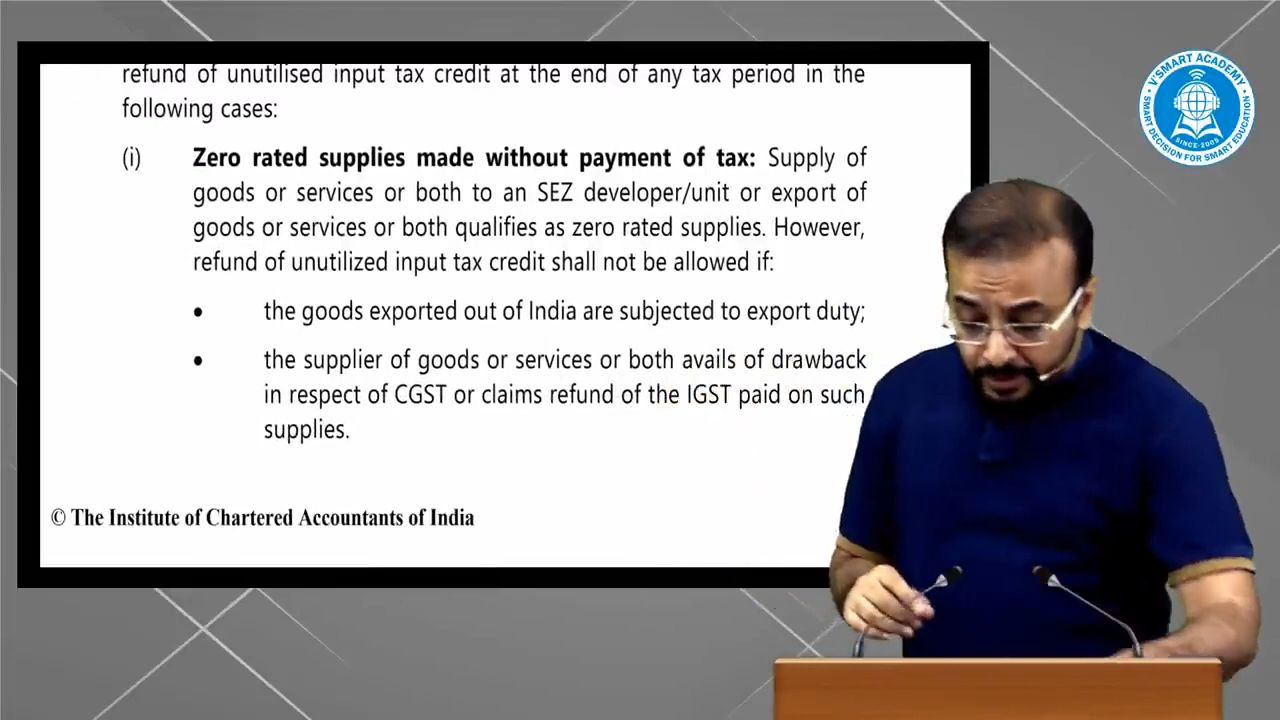 refund of unutilised input tax credit at the end of any tax period in the
following cases:
(i) Zero rated supplies made without payment of tax: Supply of
goods or services or both to an SEZ developer/unit or export of
goods or services or both qualifies as zero rated supplies. However,
refund of unutilized input tax credit shall not be allowed if:
• the goods exported out of India are subjected to export duty;
• the supplier of goods or services or both avails of drawback
in respect of CGST or claims refund of the IGST paid on such
supplies.
© The Institute of Chartered Accountants of India
V'SMART ACADEMY
SMART DECISION FOR SMART EDUCATION
SINCE-2005